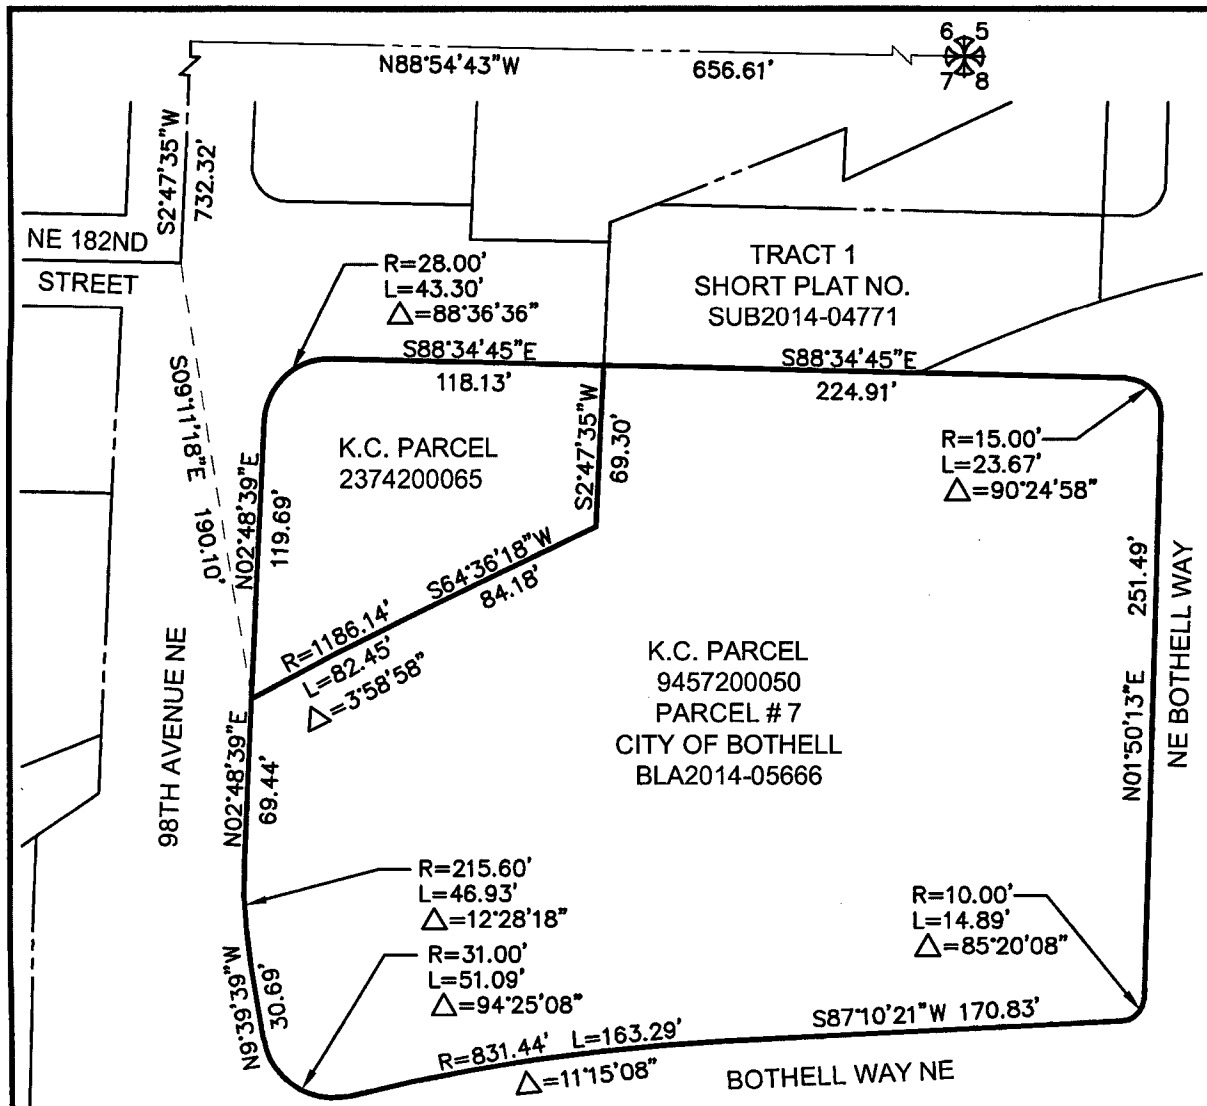 6 5
N88°54'43"W 656.61'
7 8
S2°47'35"W
732.32'
NE 182ND
STREET
R=28.00'
L=43.30'
△=88°36'36"
TRACT 1
SHORT PLAT NO.
SUB2014-04771
S88°34'45"E
118.13'
S88°34'45"E
224.91'
S09°11'18"E 190.10'
K.C. PARCEL
2374200065
S2°47'35"W
69.30'
R=15.00'
L=23.67'
△=90°24'58"
N02°48'39"E
119.69'
S64°36'18"W
84.18'
R=1186.14'
L=82.45'
△=3°58'58"
251.49'
N01°50'13"E
NE BOTHELL WAY
K.C. PARCEL
9457200050
PARCEL # 7
CITY OF BOTHELL
BLA2014-05666
98TH AVENUE NE
N02°48'39"E
69.44'
R=215.60'
L=46.93'
△=12°28'18"
R=10.00'
L=14.89'
△=85°20'08"
R=31.00'
L=51.09'
△=94°25'08"
N9°39'39"W
30.69'
S87°10'21"W 170.83'
R=831.44' L=163.29'
△=11°15'08"
BOTHELL WAY NE